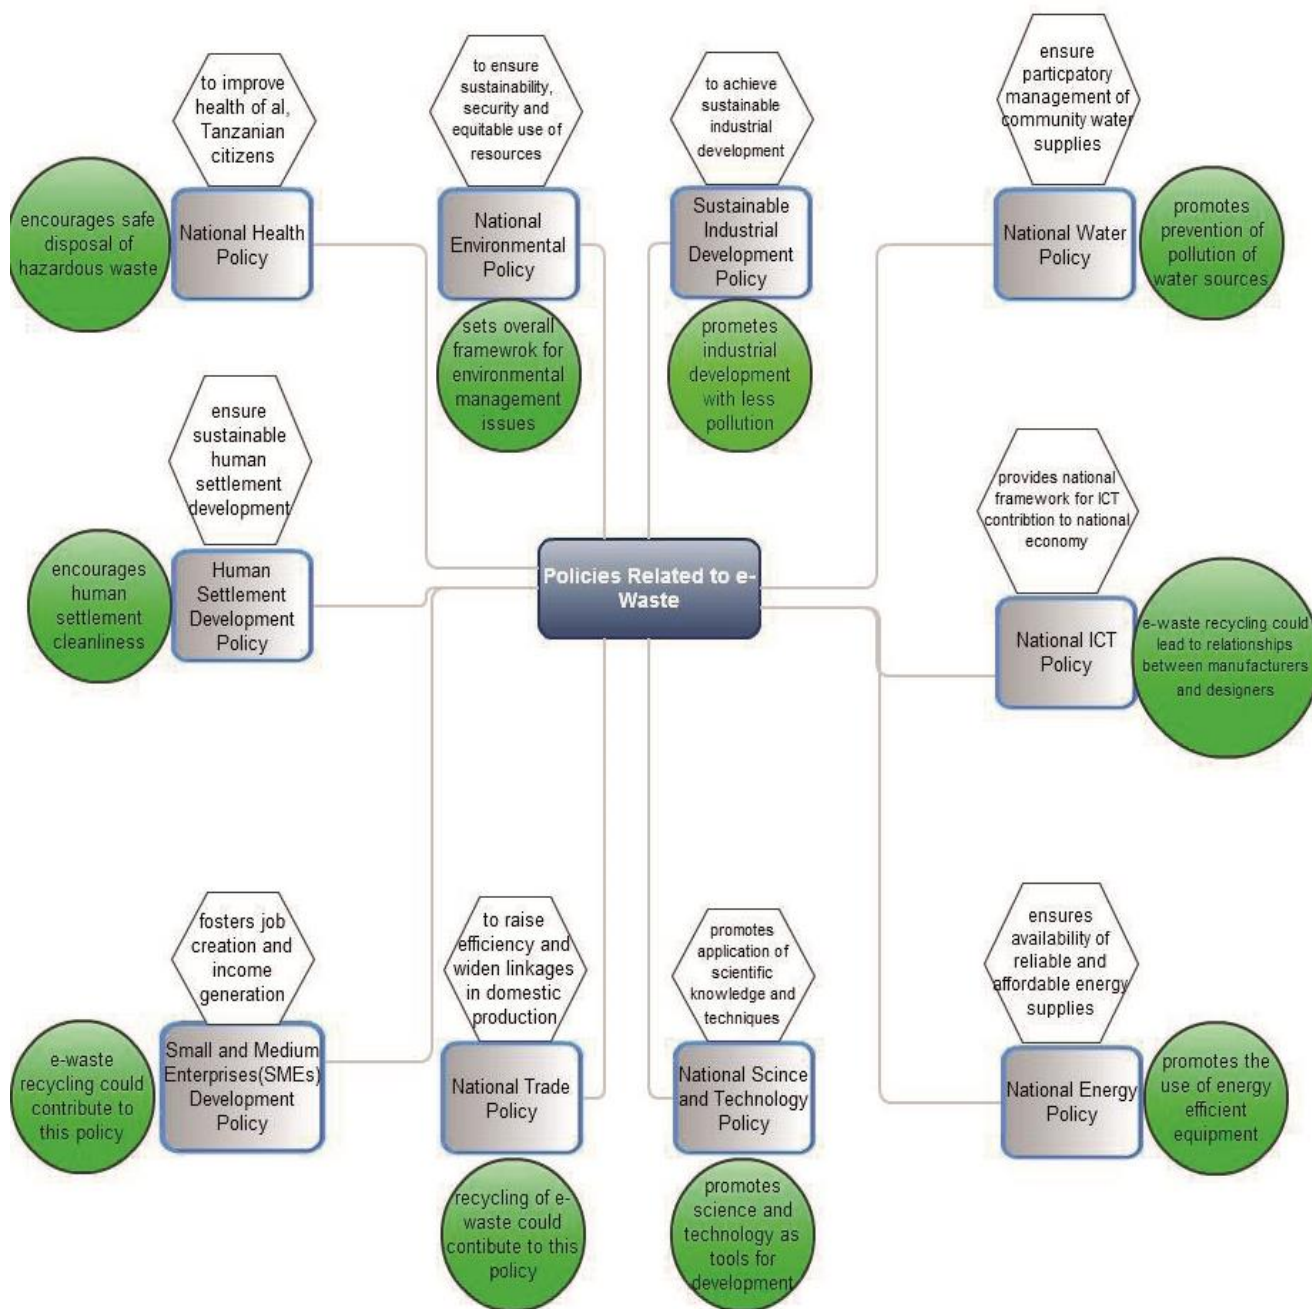 to improve
health of al,
Tanzanian
citizens
encourages safe
disposal of
hazardous waste
National Health
Policy
to ensure
sustainability,
security and
equitable use of
resources
National
Environmental
Policy
sets overall
framewrok for
environmental
management
issues
to achieve
sustainable
industrial
development
Sustainable
Industrial
Development
Policy
prometes
industrial
development
with less
pollution
ensure
particpatory
management of
community water
supplies
National Water
Policy
promotes
prevention of
pollution of
water sources
ensure
sustainable
human
settlement
development
encourages
human
settlement
cleanliness
Human
Settlement
Development
Policy
Policies Related to e-
Waste
provides national
framework for ICT
contribtion to national
economy
National ICT
Policy
e-waste recycling could
lead to relationships
between manufacturers
and designers
fosters job
creation and
income
generation
e-waste
recycling could
contribute to
this policy
Small and Medium
Enterprises(SMEs)
Development
Policy
to raise
efficiency and
widen linkages
in domestic
production
National Trade
Policy
recycling of e-
waste could
contibute to this
policy
promotes
application of
scientific
knowledge and
techniques
National Scince
and Technology
Policy
promotes
science and
technology as
tools for
development
ensures
availability of
reliable and
affordable energy
supplies
National Energy
Policy
promotes the
use of energy
efficient
equipment